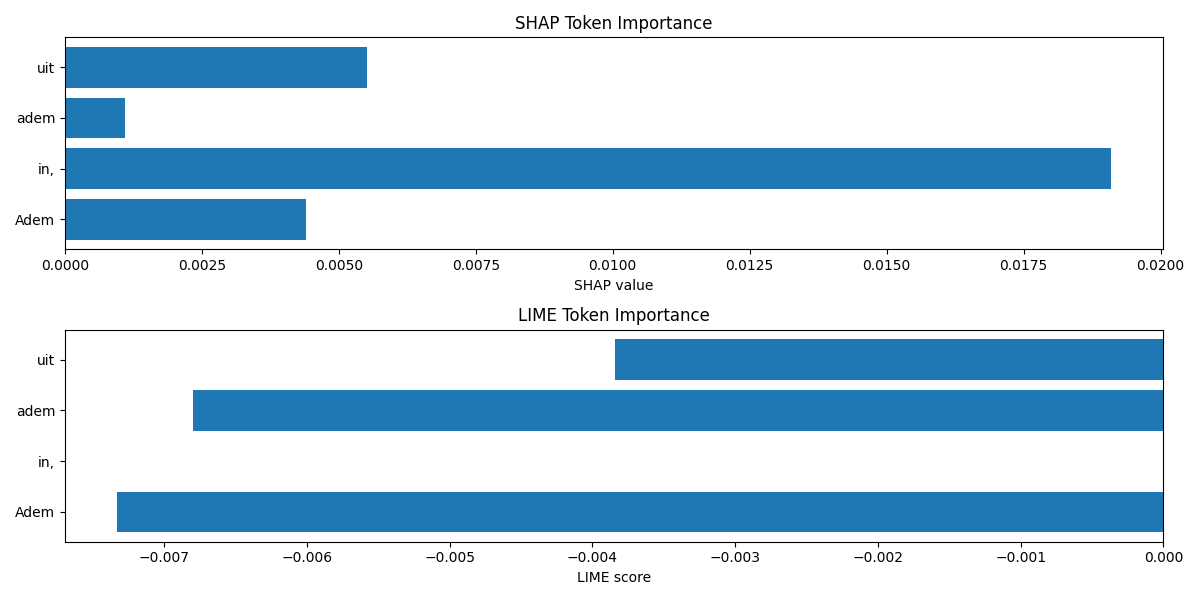 SHAP Token Importance
uit
adem
in,
Adem
0.0000 0.0025 0.0050 0.0075 0.0100 0.0125 0.0150 0.0175 0.0200
SHAP value
LIME Token Importance
uit
adem
in,
Adem
−0.007 −0.006 −0.005 −0.004 −0.003 −0.002 −0.001 0.000
LIME score